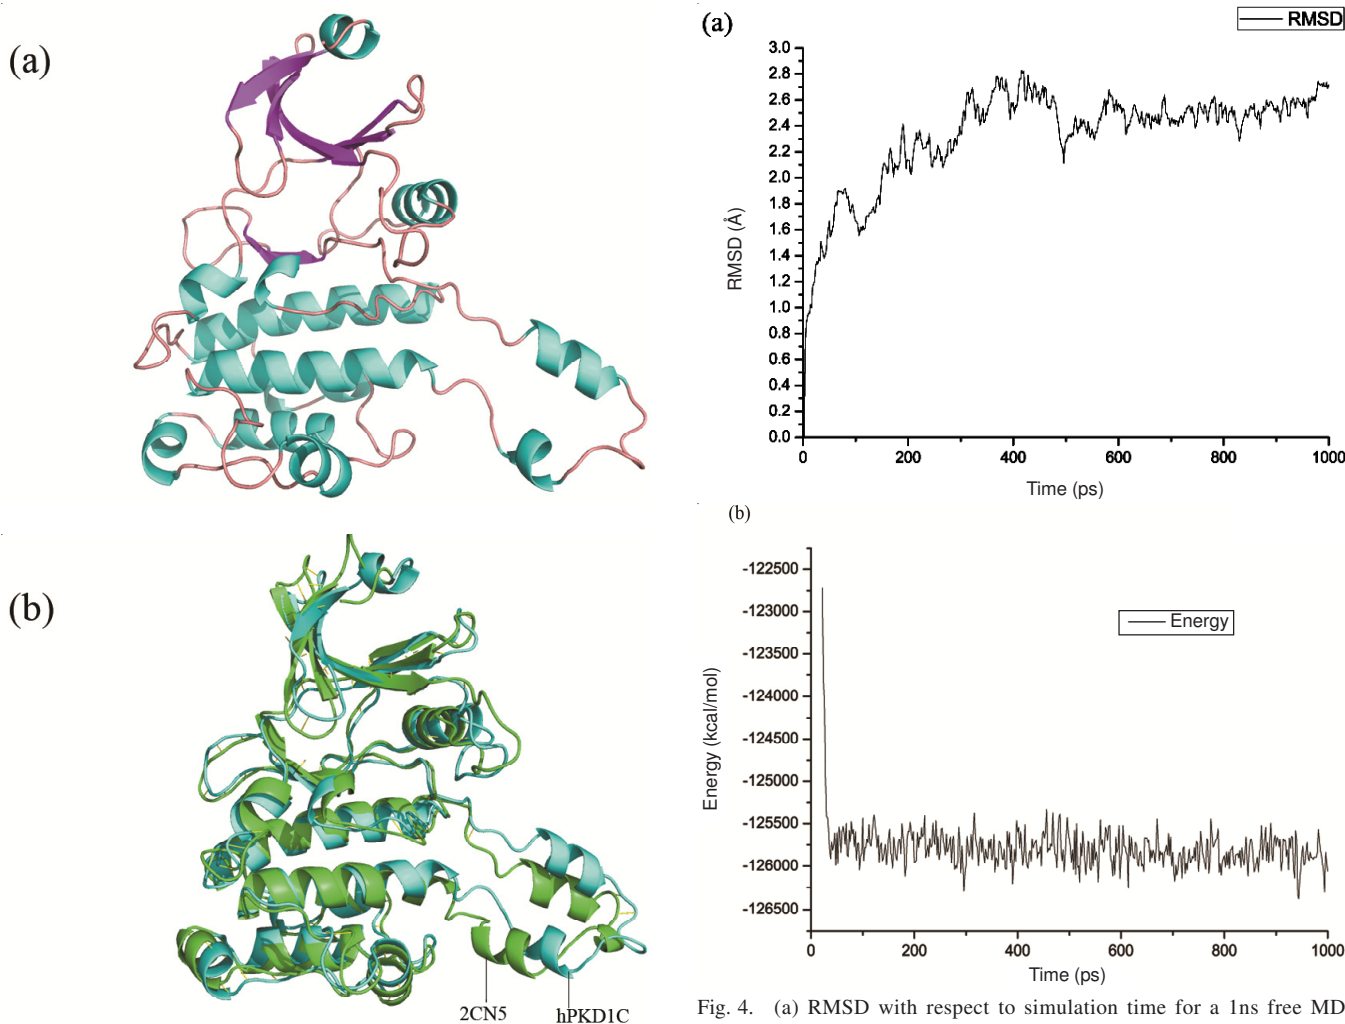 (a)
(b)
2CN5
hPKD1C
(a)
RMSD
3.0
2.8
2.6
2.4
2.2
2.0
1.8
1.6
1.4
1.2
1.0
0.8
0.6
0.4
0.2
0.0
RMSD (Å)
0 200 400 600 800 1000
Time (ps)
(b)
-122500
-123000
-123500
-124000
-124500
-125000
-125500
-126000
-126500
Energy (kcal/mol)
Energy
0 200 400 600 800 1000
Time (ps)
Fig. 4. (a) RMSD with respect to simulation time for a 1ns free MD